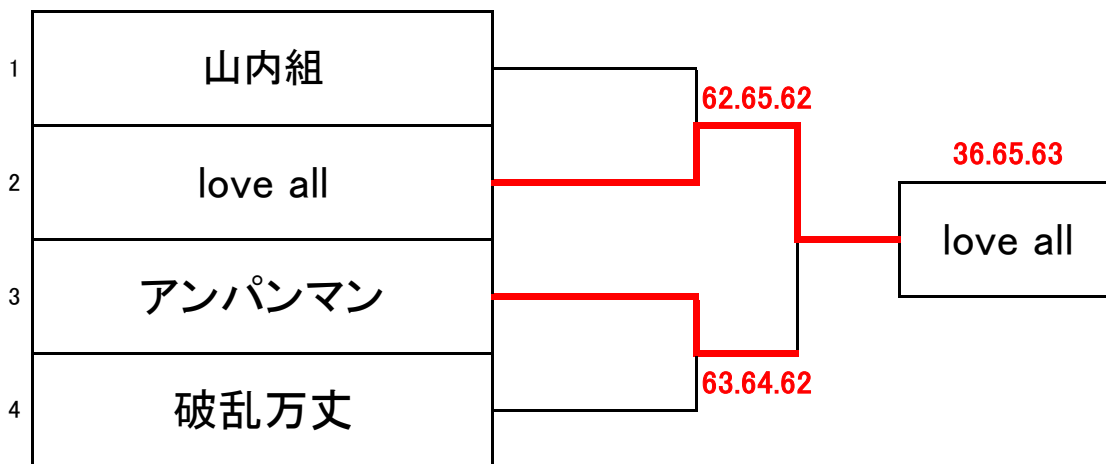 1 山内組
62.65.62
36.65.63
2 love all
love all
3 アンパンマン
63.64.62
4 破乱万丈